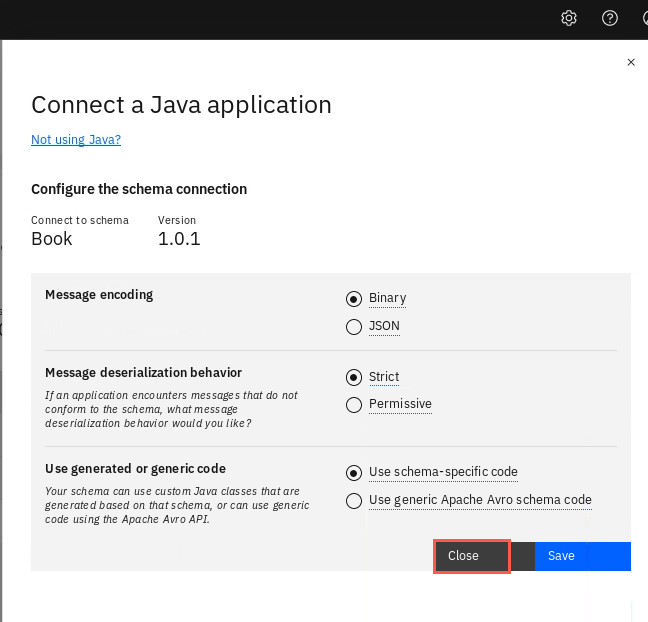 Connect a Java application
Not using Java?
Configure the schema connection
Connect to schema Version
Book 1.0.1
Message encoding
Binary
JSON
Message deserialization behavior
If an application encounters messages that do not
conform to the schema, what message
deserialization behavior would you like?
Strict
Permissive
Use generated or generic code
Your schema can use custom Java classes that are
generated based on that schema, or can use generic
code using the Apache Avro API.
Use schema-specific code
Use generic Apache Avro schema code
Close Save